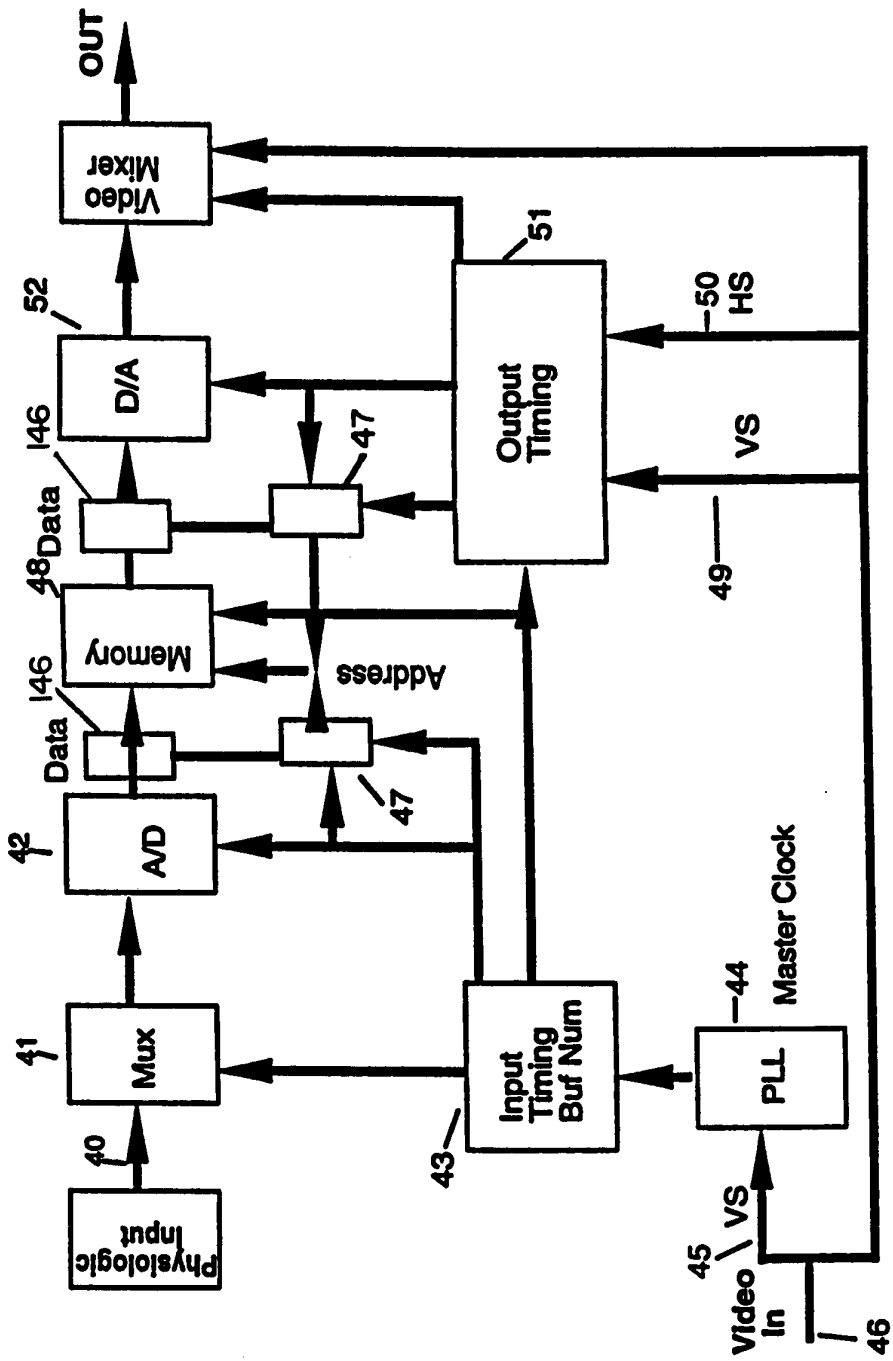 Physiologic
Input
40
41
Mux
42
A/D
Data
146
48
Memory
Data
146
52
D/A
Video
Mixer
OUT
47
Address
47
43
Input
Timing
Buf Num
51
Output
Timing
44
PLL
Master Clock
49
VS
50
HS
45
VS
Video
In
46